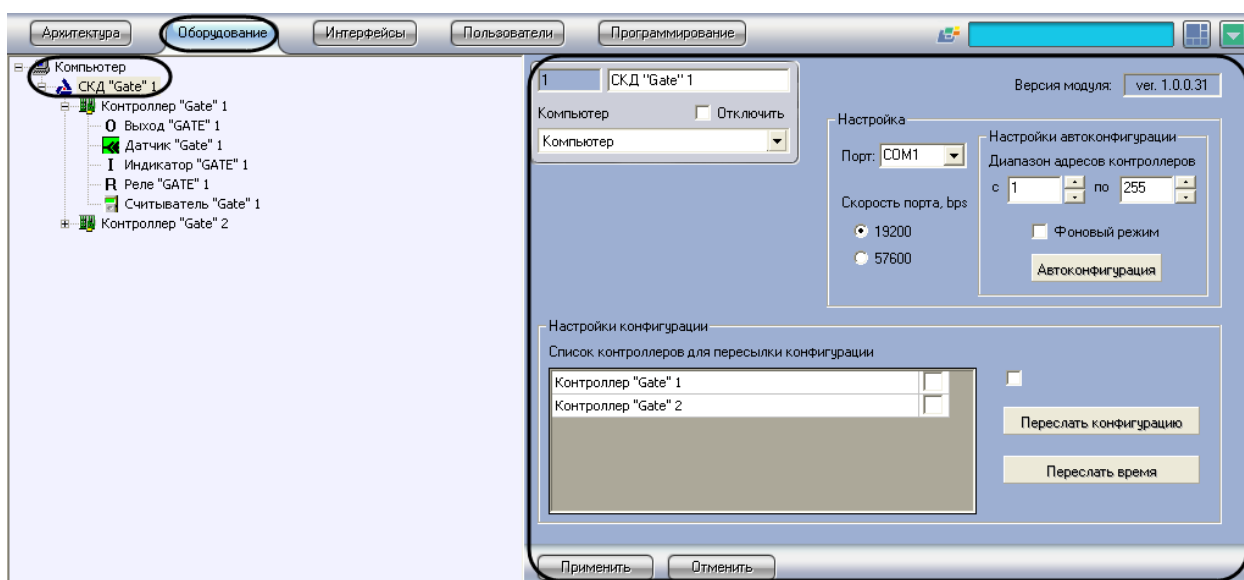 Архитектура Оборудование Интерфейсы Пользователи Программирование
Компьютер
СКД "Gate" 1
Контроллер "Gate" 1
O Выход "GATE" 1
Датчик "Gate" 1
I Индикатор "GATE" 1
R Реле "GATE" 1
Считыватель "Gate" 1
Контроллер "Gate" 2
1 СКД "Gate" 1
Компьютер Отключить
Компьютер
Версия модуля: ver. 1.0.0.31
Настройка
Порт: COM1
Скорость порта, bps
19200
57600
Настройки автоконфигурации
Диапазон адресов контроллеров
с 1 по 255
Фоновый режим
Автоконфигурация
Настройки конфигурации
Список контроллеров для пересылки конфигурации
Контроллер "Gate" 1
Контроллер "Gate" 2
Переслать конфигурацию
Переслать время
Применить Отменить